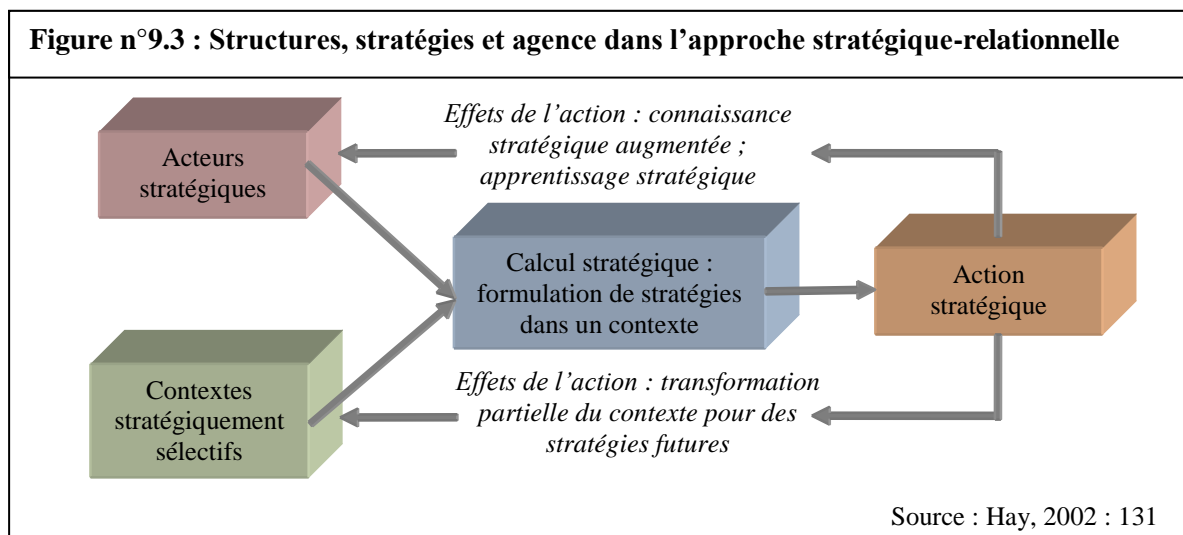 Figure n°9.3 : Structures, stratégies et agence dans l’approche stratégique-relationnelle
Acteurs
stratégiques
Effets de l’action : connaissance
stratégique augmentée ;
apprentissage stratégique
Calcul stratégique :
formulation de stratégies
dans un contexte
Action
stratégique
Contextes
stratégiquement
sélectifs
Effets de l’action : transformation
partielle du contexte pour des
stratégies futures
Source : Hay, 2002 : 131